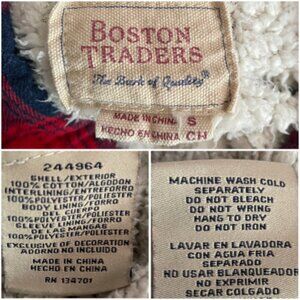 BOSTON
TRADERS
The Mark of Quality®
MADE IN CHINA S
HECHO EN CHINA CH
244964
SHELL/EXTERIOR
100% COTTON/ALGODON
INTERLINING/ENTREFORRO
100%POLYESTER/POLIESTER
BODY LINING/FORRO
DEL CUERPO
100%POLYESTER/POLIESTER
SLEEVE LINING/FORRO
DE LAS MANGAS
100%POLYESTER/POLIESTER
EXCLUSIVE OF DECORATION
ADORNO NO INCLUIDO
MADE IN CHINA
HECHO EN CHINA
RN 134701
MACHINE WASH COLD
SEPARATELY
DO NOT BLEACH
DO NOT WRING
HANG TO DRY
DO NOT IRON
LAVAR EN LAVADORA
CON AGUA FRIA
SEPARADO
NO USAR BLANQUEADOR
NO EXPRIMIR
SECAR COLGADO